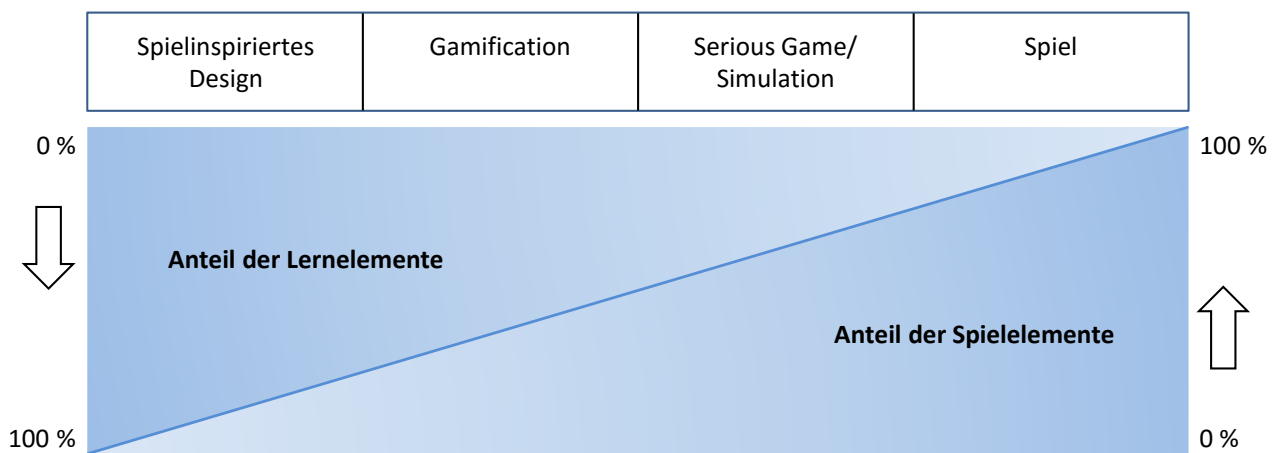 Spielinspiriertes
Design
Gamification
Serious Game/
Simulation
Spiel
0 %
100 %
Anteil der Lernelemente
Anteil der Spielelemente
100 %
0 %